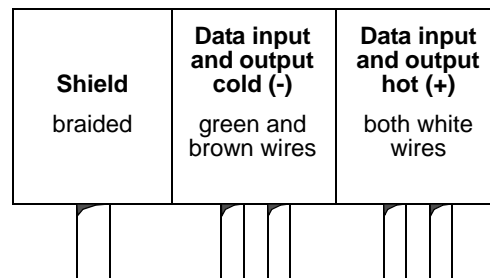 Shield
braided
Data input
and output
cold (-)
green and
brown wires
Data input
and output
hot (+)
both white
wires